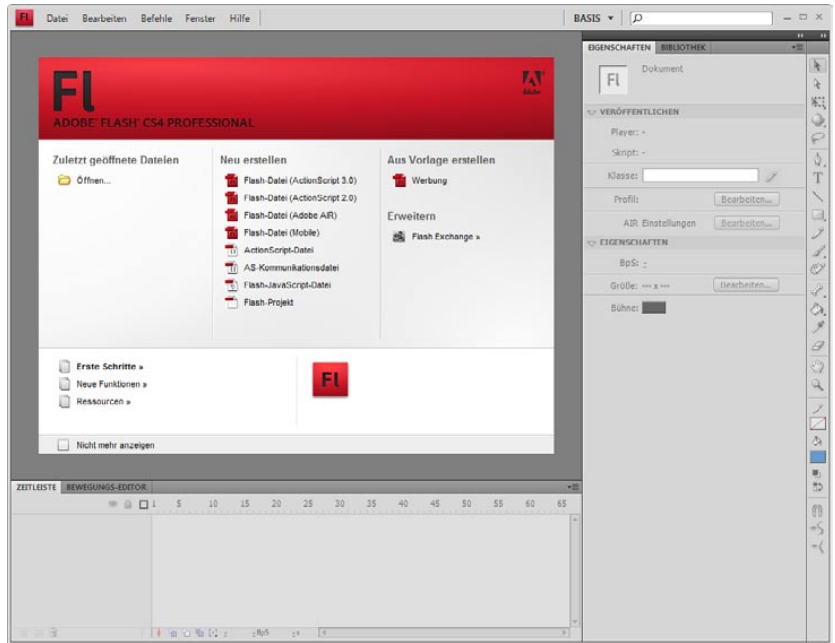 Fl Datei Bearbeiten Befehle Fenster Hilfe BASIS
Fl
Adobe
ADOBE® FLASH® CS4 PROFESSIONAL
Zuletzt geöffnete Dateien
Öffnen...
Neu erstellen
Flash-Datei (ActionScript 3.0)
Flash-Datei (ActionScript 2.0)
Flash-Datei (Adobe AIR)
Flash-Datei (Mobile)
ActionScript-Datei
AS-Kommunikationsdatei
Flash-JavaScript-Datei
Flash-Projekt
Aus Vorlage erstellen
Werbung
Erweitern
Flash Exchange »
Erste Schritte »
Neue Funktionen »
Ressourcen »
Fl
Nicht mehr anzeigen
EIGENSCHAFTEN BIBLIOTHEK
Fl Dokument
VERÖFFENTLICHEN
Player: -
Skript: -
Klasse:
Profil: Bearbeiten...
AIR Einstellungen Bearbeiten...
EIGENSCHAFTEN
BpS: -
Größe: --- x --- Bearbeiten...
Bühne:
T
ZEITLEISTE BEWEGUNGS-EDITOR
1 5 10 15 20 25 30 35 40 45 50 55 60 65
BpS